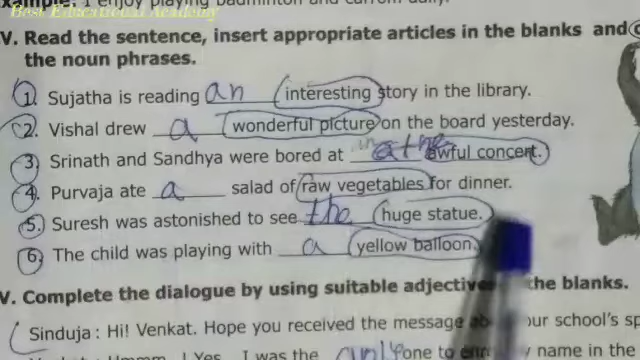 Example: I enjoy playing badminton and carrom daily.
Best Educational Academy
V. Read the sentence, insert appropriate articles in the blanks and
the noun phrases.
1. Sujatha is reading an interesting story in the library.
2. Vishal drew a wonderful picture on the board yesterday.
3. Srinath and Sandhya were bored at the awful concert.
4. Purvaja ate a salad of raw vegetables for dinner.
5. Suresh was astonished to see the huge statue.
6. The child was playing with a yellow balloon.
V. Complete the dialogue by using suitable adjectives the blanks.
Sinduja : Hi! Venkat. Hope you received the message our school's
! Yes I was the only one to name in the